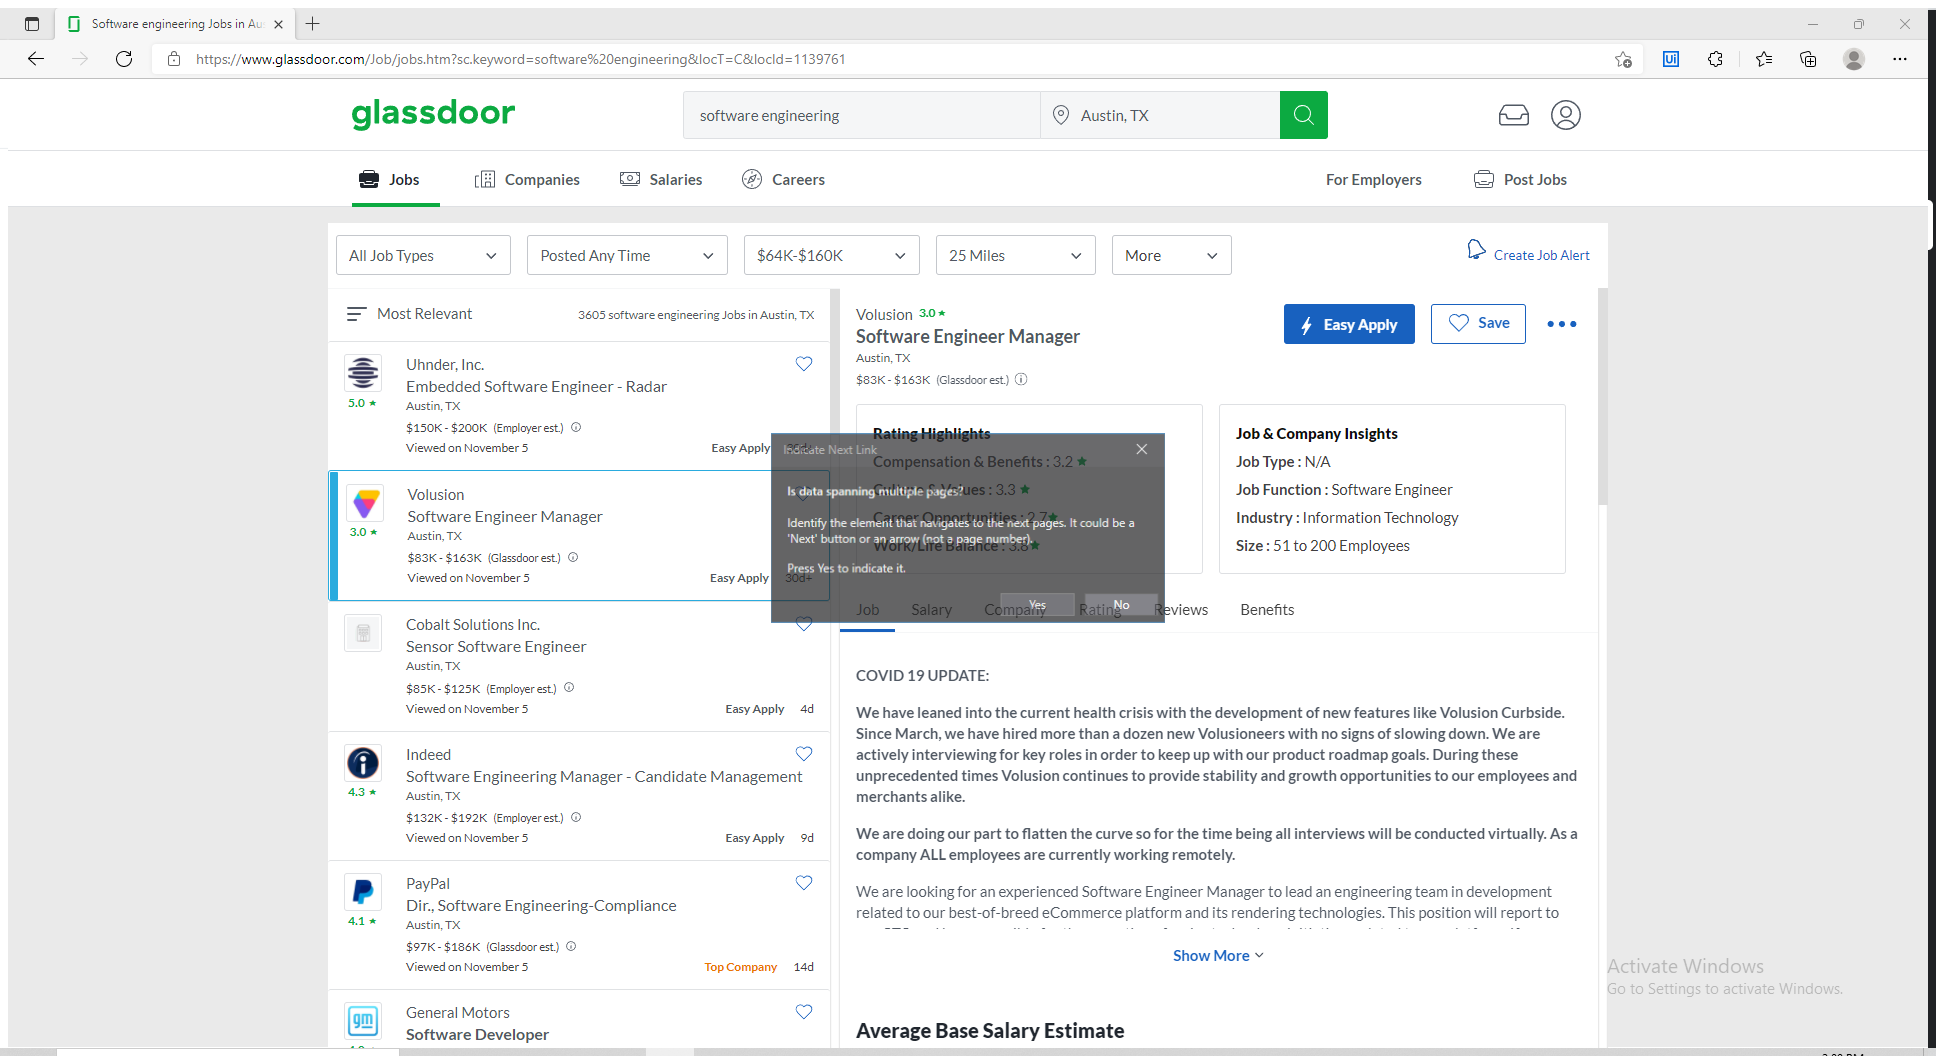 Software engineering Jobs in Au
https://www.glassdoor.com/Job/jobs.htm?sc.keyword=software%20engineering&locT=C&locId=1139761
Ui
glassdoor
software engineering
Austin, TX
Jobs
Companies
Salaries
Careers
For Employers
Post Jobs
All Job Types
Posted Any Time
$64K-$160K
25 Miles
More
Create Job Alert
Most Relevant
3605 software engineering Jobs in Austin, TX
Uhnder, Inc.
Embedded Software Engineer - Radar
5.0 ★
Austin, TX
$150K - $200K (Employer est.)
Viewed on November 5
Easy Apply
30d+
Volusion
Software Engineer Manager
3.0 ★
Austin, TX
$83K - $163K (Glassdoor est.)
Viewed on November 5
Easy Apply
30d+
Cobalt Solutions Inc.
Sensor Software Engineer
Austin, TX
$85K - $125K (Employer est.)
Viewed on November 5
Easy Apply
4d
Indeed
Software Engineering Manager - Candidate Management
4.3 ★
Austin, TX
$132K - $192K (Employer est.)
Viewed on November 5
Easy Apply
9d
PayPal
Dir., Software Engineering-Compliance
4.1 ★
Austin, TX
$97K - $186K (Glassdoor est.)
Viewed on November 5
Top Company
14d
gm
General Motors
Software Developer
Volusion 3.0 ★
Software Engineer Manager
Austin, TX
$83K - $163K (Glassdoor est.)
Easy Apply
Save
Rating Highlights
Compensation & Benefits : 3.2 ★
Culture & Values : 3.3 ★
Career Opportunities : 2.7 ★
Work/Life Balance : 3.8 ★
Job & Company Insights
Job Type : N/A
Job Function : Software Engineer
Industry : Information Technology
Size : 51 to 200 Employees
Indicate Next Link
Is data spanning multiple pages?
Identify the element that navigates to the next pages. It could be a
'Next' button or an arrow (not a page number).
Press Yes to indicate it.
Yes
No
Job
Salary
Company
Rating
Reviews
Benefits
COVID 19 UPDATE:
We have leaned into the current health crisis with the development of new features like Volusion Curbside.
Since March, we have hired more than a dozen new Volusioneers with no signs of slowing down. We are
actively interviewing for key roles in order to keep up with our product roadmap goals. During these
unprecedented times Volusion continues to provide stability and growth opportunities to our employees and
merchants alike.
We are doing our part to flatten the curve so for the time being all interviews will be conducted virtually. As a
company ALL employees are currently working remotely.
We are looking for an experienced Software Engineer Manager to lead an engineering team in development
related to our best-of-breed eCommerce platform and its rendering technologies. This position will report to
Show More
Average Base Salary Estimate
Activate Windows
Go to Settings to activate Windows.